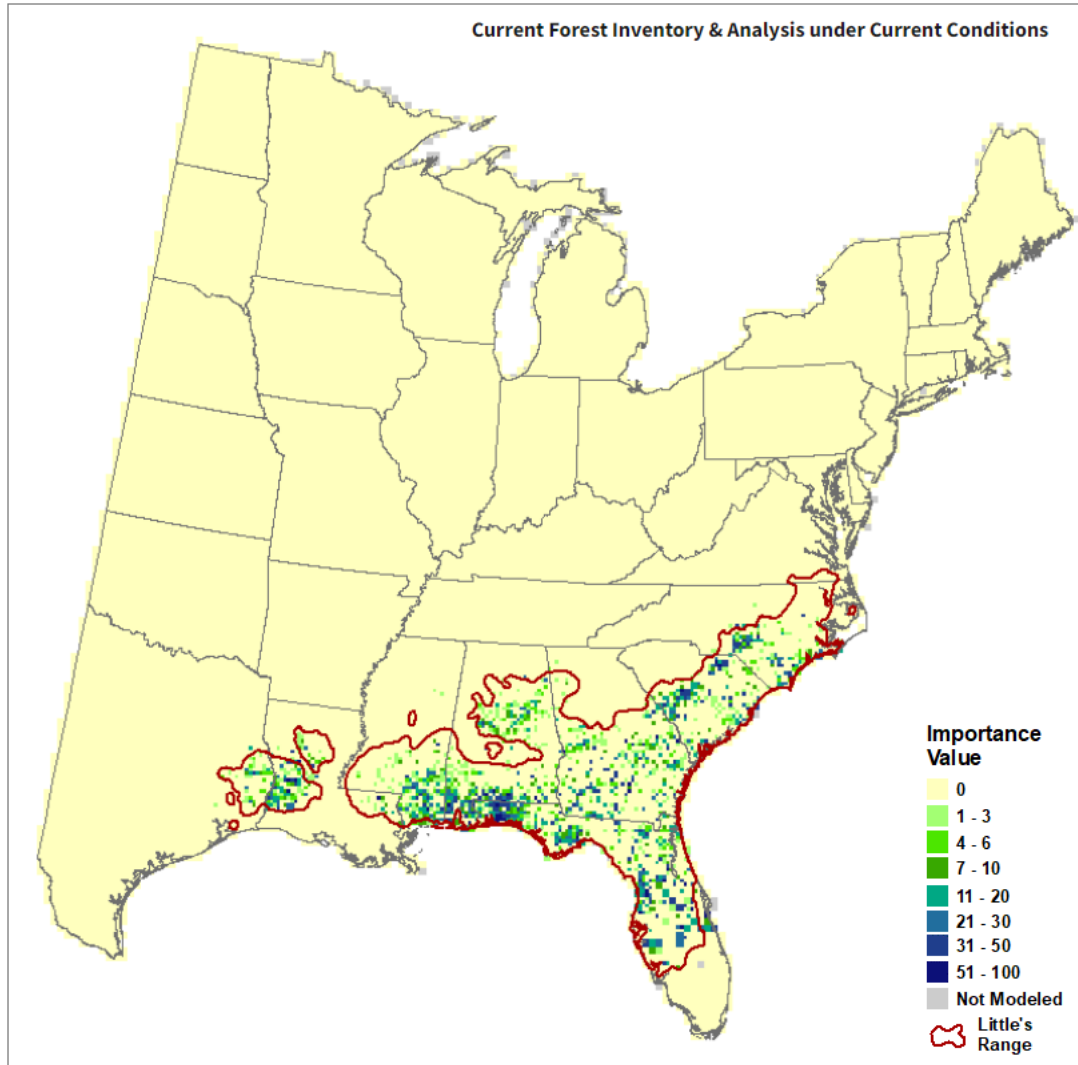 Current Forest Inventory & Analysis under Current Conditions
Importance
Value
0
1 - 3
4 - 6
7 - 10
11 - 20
21 - 30
31 - 50
51 - 100
Not Modeled
Little's
Range